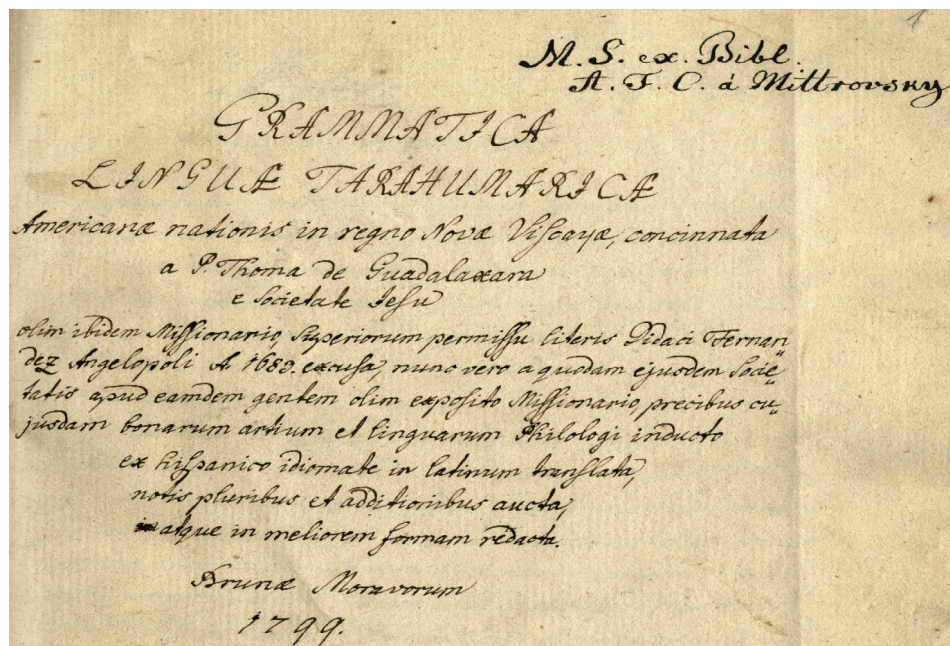 1
M. S. ex. Bibl.
A. F. C. á Mittrovsky
GRAMMATICA
LINGUÆ TARAHUMARICÆ
Americanæ nationis in regno Novæ Viscayæ, concinnata
a P. Thoma de Guadalaxara
e Societate Jesu
olim ibidem Missionario, Superiorum permissu literis Didaci Fernan=
dez Angelopoli A 1683. excusa, nunc vero a quodam ejusdem Socie=
tatis apud eamdem gentem olim exposito Missionario, precibus cu=
jusdam bonarum artium et linguarum Philologi inducto
ex hispanico idiomate in latinum translata,
notis pluribus et additionibus aucta,
atque in meliorem formam redacta.
Brunæ Moravorum
1799.